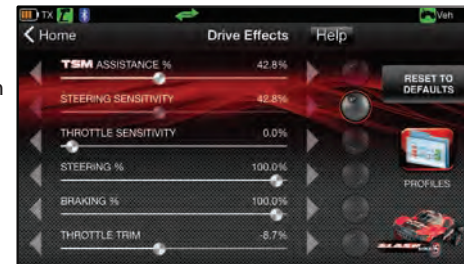 TX Veh
Home Drive Effects Help
TSM ASSISTANCE % 42.8%
STEERING SENSITIVITY 42.8%
RESET TO
DEFAULTS
THROTTLE SENSITIVITY 0.0%
STEERING % 100.0%
PROFILES
BRAKING % 100.0%
THROTTLE TRIM -8.7%
SLASH
n